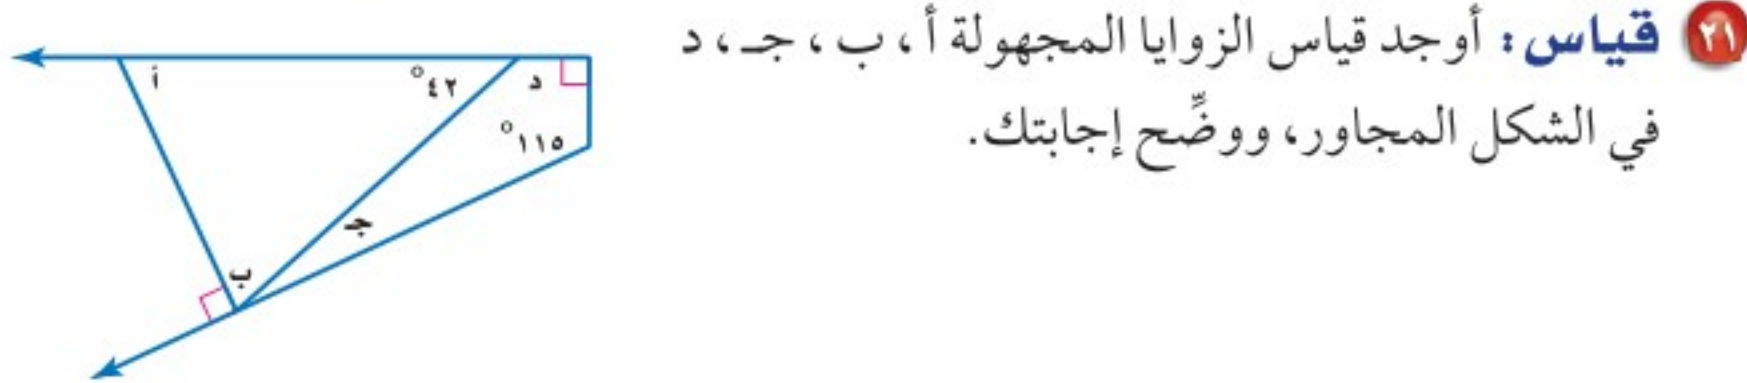 ٢١ قياس : أوجد قياس الزوايا المجهولة أ ، ب ، جـ ، د
في الشكل المجاور، ووضِّح إجابتك.
أ
٤٢°
د
١١٥°
جـ
ب